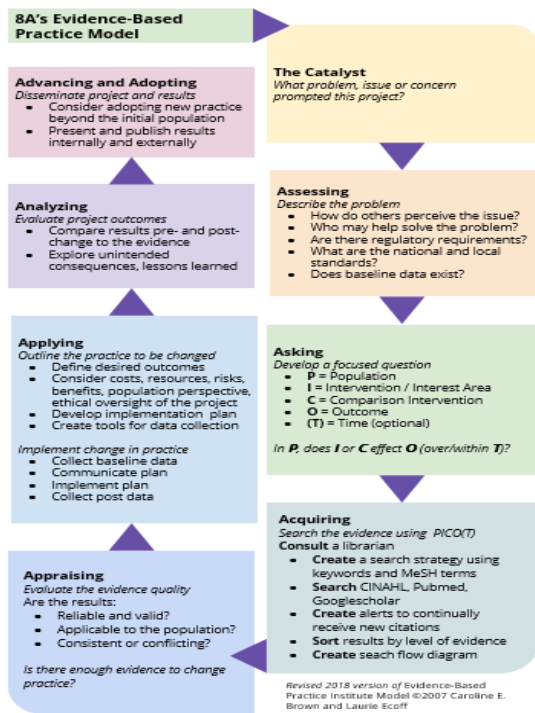 8A's Evidence-Based
Practice Model
The Catalyst
What problem, issue or concern
prompted this project?
Assessing
Describe the problem
• How do others perceive the issue?
• Who may help solve the problem?
• Are there regulatory requirements?
• What are the national and local
standards?
• Does baseline data exist?
Asking
Develop a focused question
• P = Population
• I = Intervention / Interest Area
• C = Comparison Intervention
• O = Outcome
• (T) = Time (optional)
In P, does I or C effect O (over/within T)?
Acquiring
Search the evidence using PICO(T)
Consult a librarian
• Create a search strategy using
keywords and MeSH terms
• Search CINAHL, Pubmed,
Googlescholar
• Create alerts to continually
receive new citations
• Sort results by level of evidence
• Create seach flow diagram
Appraising
Evaluate the evidence quality
Are the results:
• Reliable and valid?
• Applicable to the population?
• Consistent or conflicting?
Is there enough evidence to change
practice?
Applying
Outline the practice to be changed
• Define desired outcomes
• Consider costs, resources, risks,
benefits, population perspective,
ethical oversight of the project
• Develop implementation plan
• Create tools for data collection
Implement change in practice
• Collect baseline data
• Communicate plan
• Implement plan
• Collect post data
Analyzing
Evaluate project outcomes
• Compare results pre- and post-
change to the evidence
• Explore unintended
consequences, lessons learned
Advancing and Adopting
Disseminate project and results
• Consider adopting new practice
beyond the initial population
• Present and publish results
internally and externally
Revised 2018 version of Evidence-Based
Practice Institute Model ©2007 Caroline E.
Brown and Laurie Ecoff